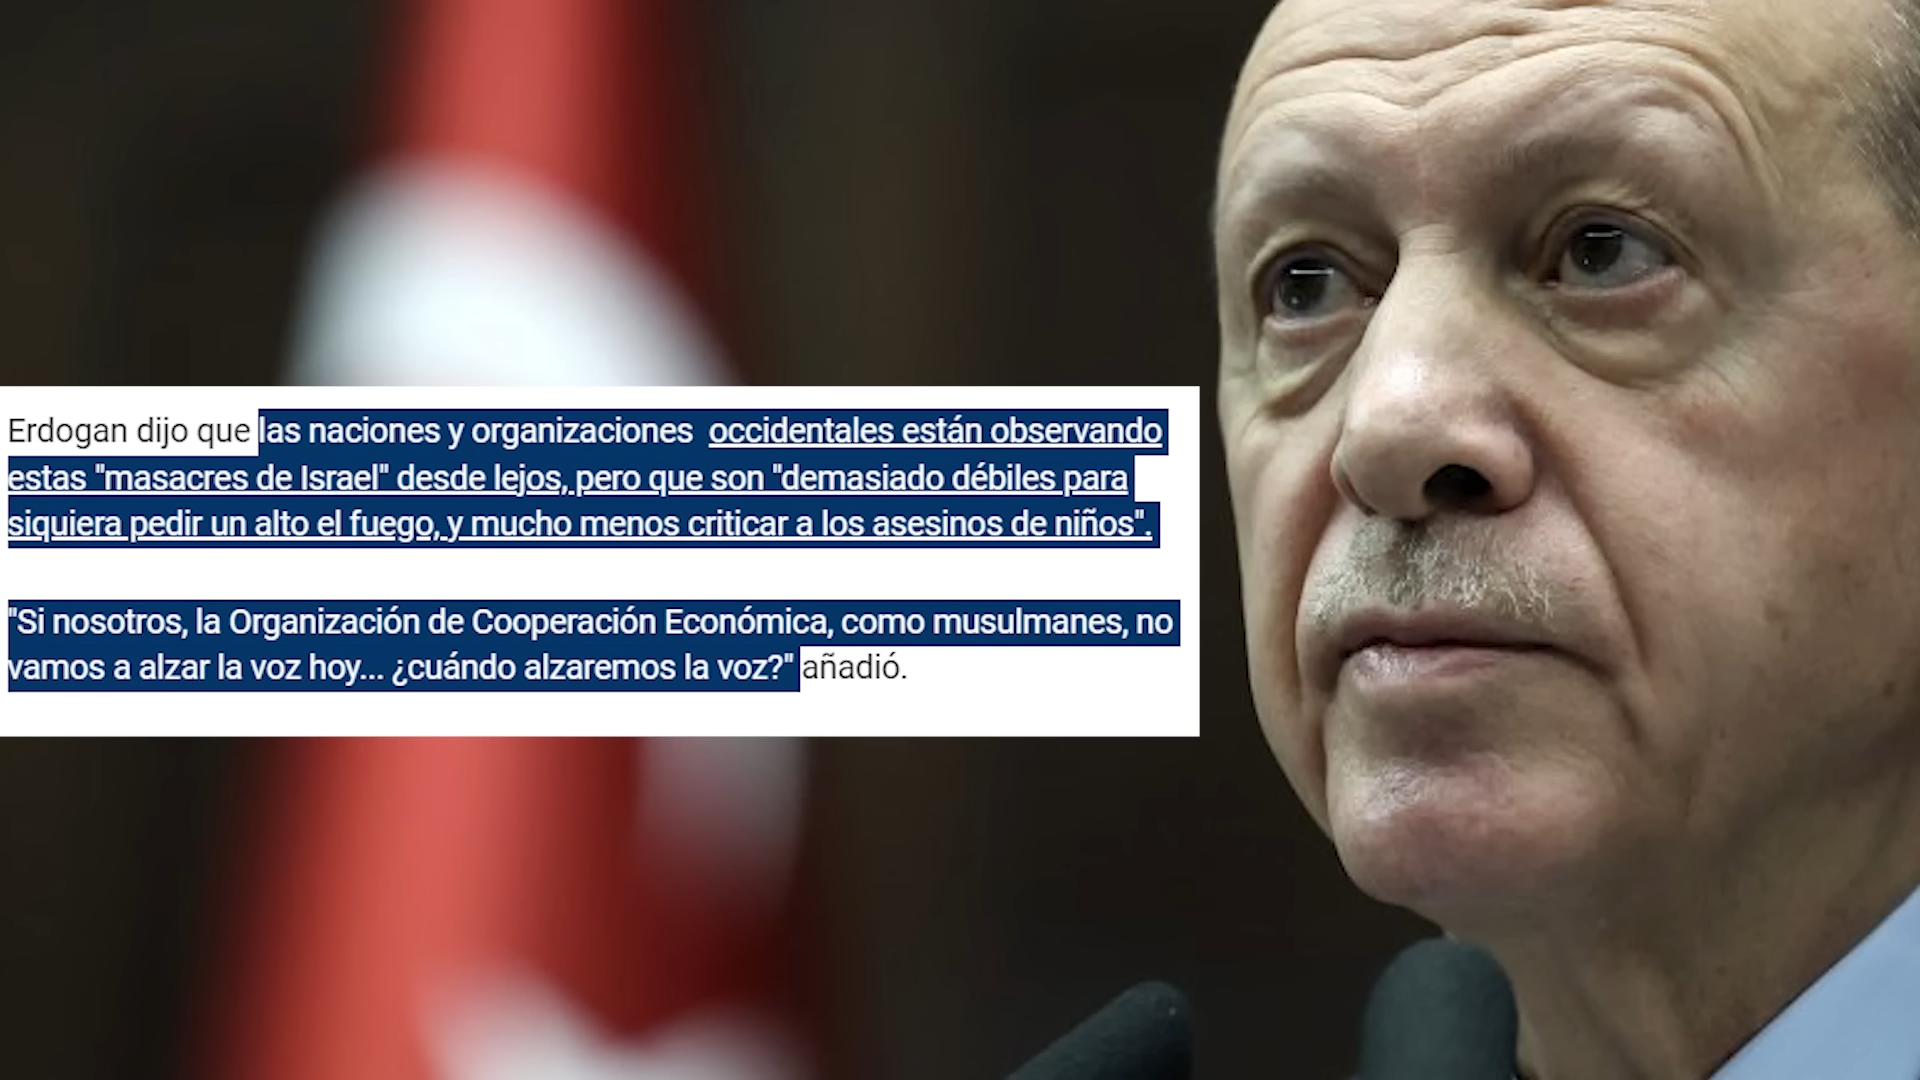 Erdogan dijo que las naciones y organizaciones occidentales están observando
estas "masacres de Israel" desde lejos, pero que son "demasiado débiles para
siquiera pedir un alto el fuego, y mucho menos criticar a los asesinos de niños".
"Si nosotros, la Organización de Cooperación Económica, como musulmanes, no
vamos a alzar la voz hoy... ¿cuándo alzaremos la voz?" añadió.